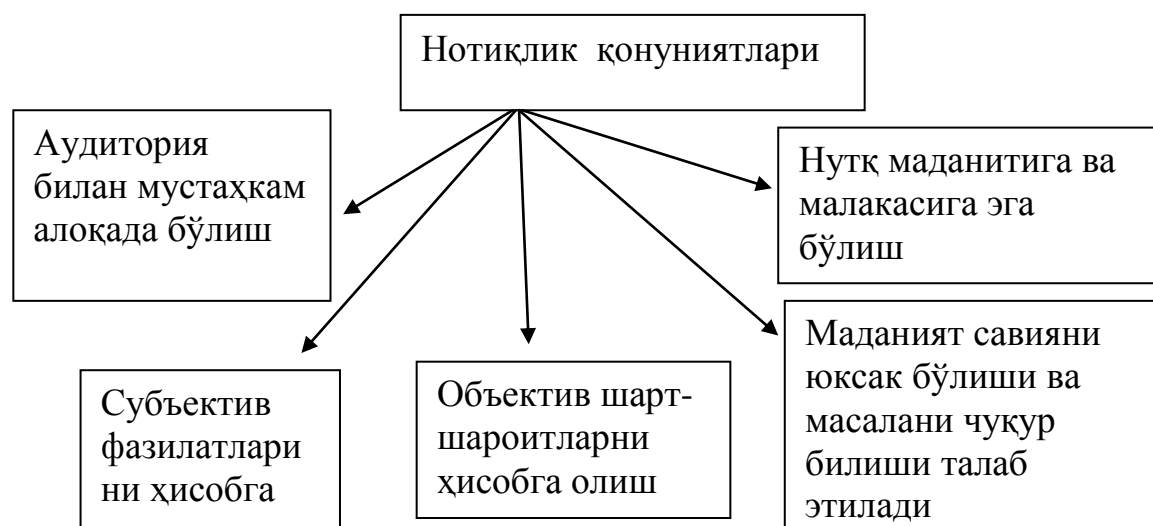 Нотиқлик қонуниятлари
Аудитория
билан мустаҳкам
алоқада бўлиш
Нутқ маданитига ва
малакасига эга
бўлиш
Субъектив
фазилатлари
ни ҳисобга
Объектив шарт-
шароитларни
ҳисобга олиш
Маданият савияни
юксак бўлиши ва
масалани чуқур
билиши талаб
этилади